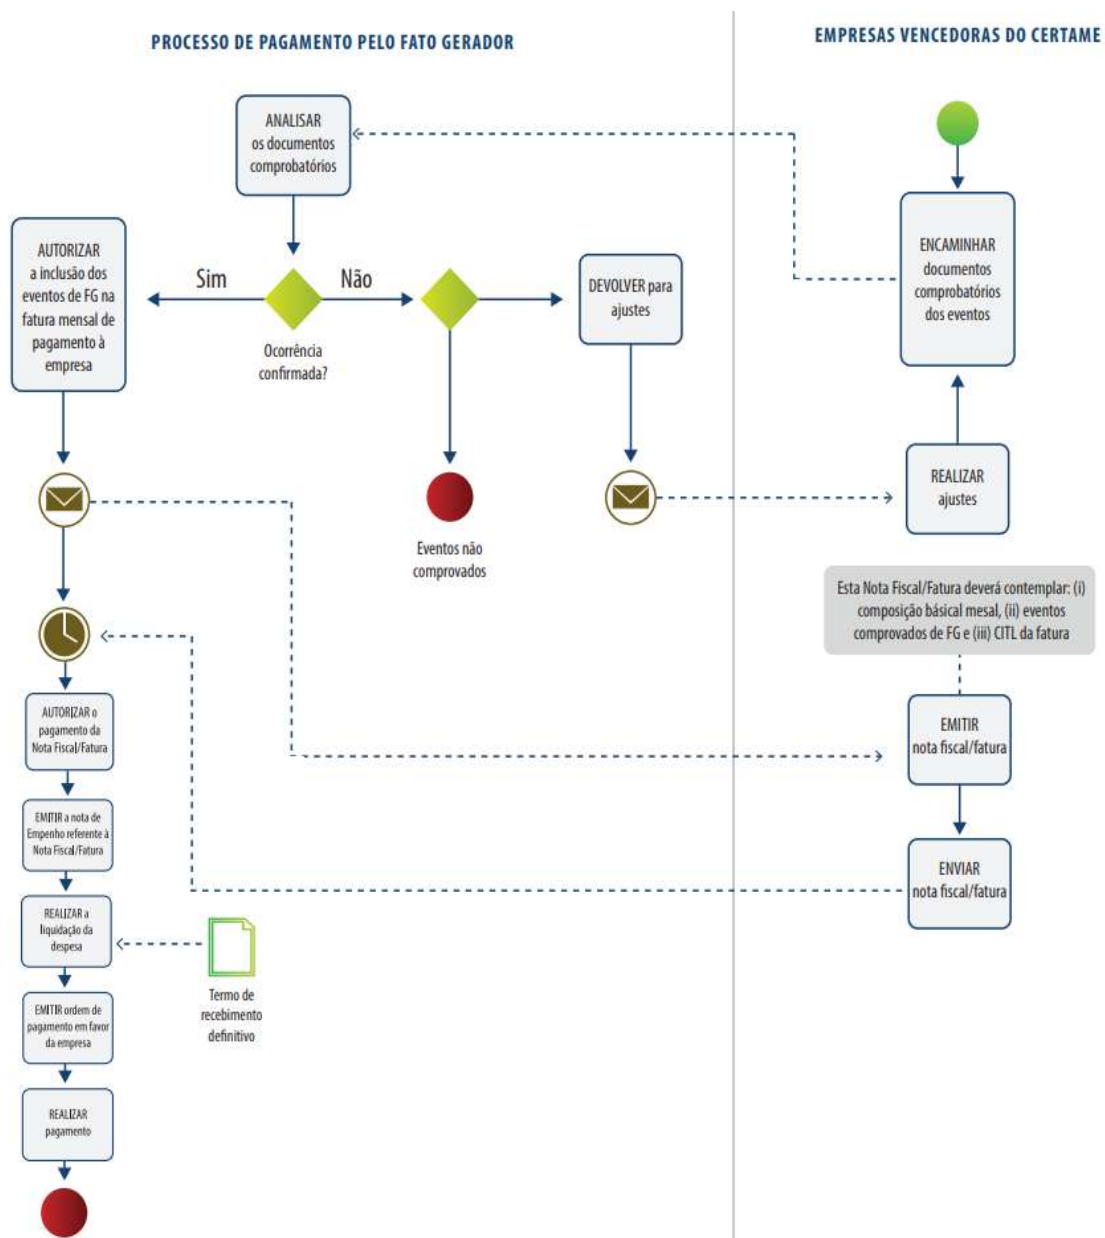 PROCESSO DE PAGAMENTO PELO FATO GERADOR
EMPRESAS VENCEDORAS DO CERTAME
ANALISAR
os documentos
comprobatórios
AUTORIZAR
a inclusão dos
eventos de FG na
fatura mensal de
pagamento à
empresa
Sim
Não
Ocorrência
confirmada?
DEVOLVER para
ajustes
ENCAMINHAR
documentos
comprobatórios
dos eventos
REALIZAR
ajustes
Eventos não
comprovados
Esta Nota Fiscal/Fatura deverá contemplar: (i)
composição básical mesal, (ii) eventos
comprovados de FG e (iii) CITL da fatura
AUTORIZAR o
pagamento da
Nota Fiscal/Fatura
EMITIR
nota fiscal/fatura
EMITIR a nota de
Empenho referente à
Nota Fiscal/Fatura
ENVIAR
nota fiscal/fatura
REALIZAR a
liquidação da
despesa
Termo de
recebimento
definitivo
EMITIR ordem de
pagamento em favor
da empresa
REALIZAR
pagamento